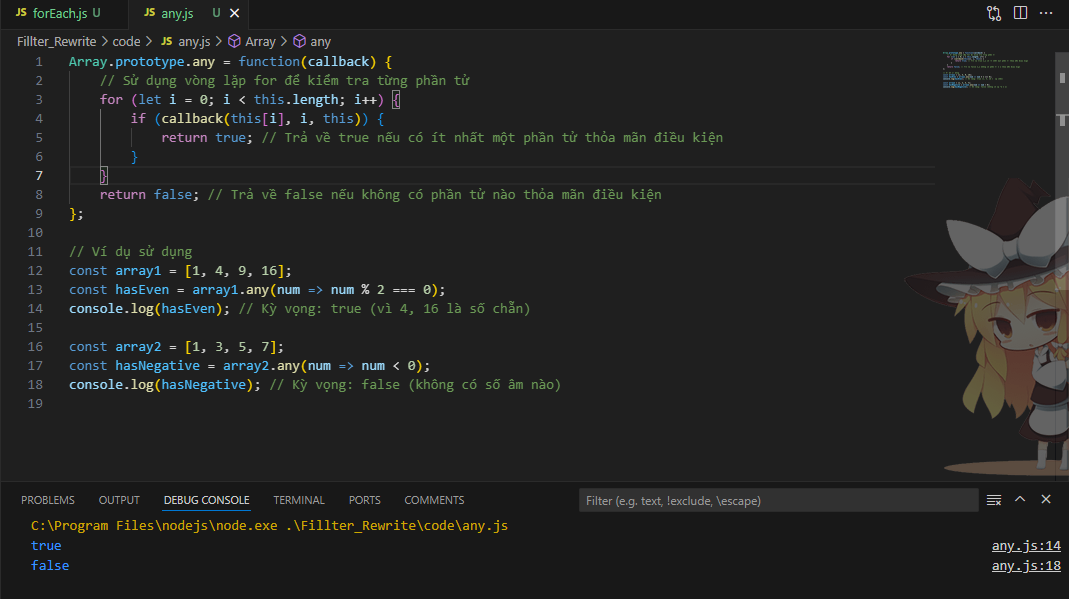 JS forEach.js U JS any.js U
Fillter_Rewrite > code > JS any.js > Array > any
1 Array.prototype.any = function(callback) {
2 // Sử dụng vòng lặp for để kiểm tra từng phần tử
3 for (let i = 0; i < this.length; i++) {
4 if (callback(this[i], i, this)) {
5 return true; // Trả về true nếu có ít nhất một phần tử thỏa mãn điều kiện
6 }
7 }
8 return false; // Trả về false nếu không có phần tử nào thỏa mãn điều kiện
9 };
10
11 // Ví dụ sử dụng
12 const array1 = [1, 4, 9, 16];
13 const hasEven = array1.any(num => num % 2 === 0);
14 console.log(hasEven); // Kỳ vọng: true (vì 4, 16 là số chẵn)
15
16 const array2 = [1, 3, 5, 7];
17 const hasNegative = array2.any(num => num < 0);
18 console.log(hasNegative); // Kỳ vọng: false (không có số âm nào)
19
PROBLEMS OUTPUT DEBUG CONSOLE TERMINAL PORTS COMMENTS Filter (e.g. text, !exclude, \escape)
C:\Program Files\nodejs\node.exe .\Fillter_Rewrite\code\any.js
true any.js:14
false any.js:18